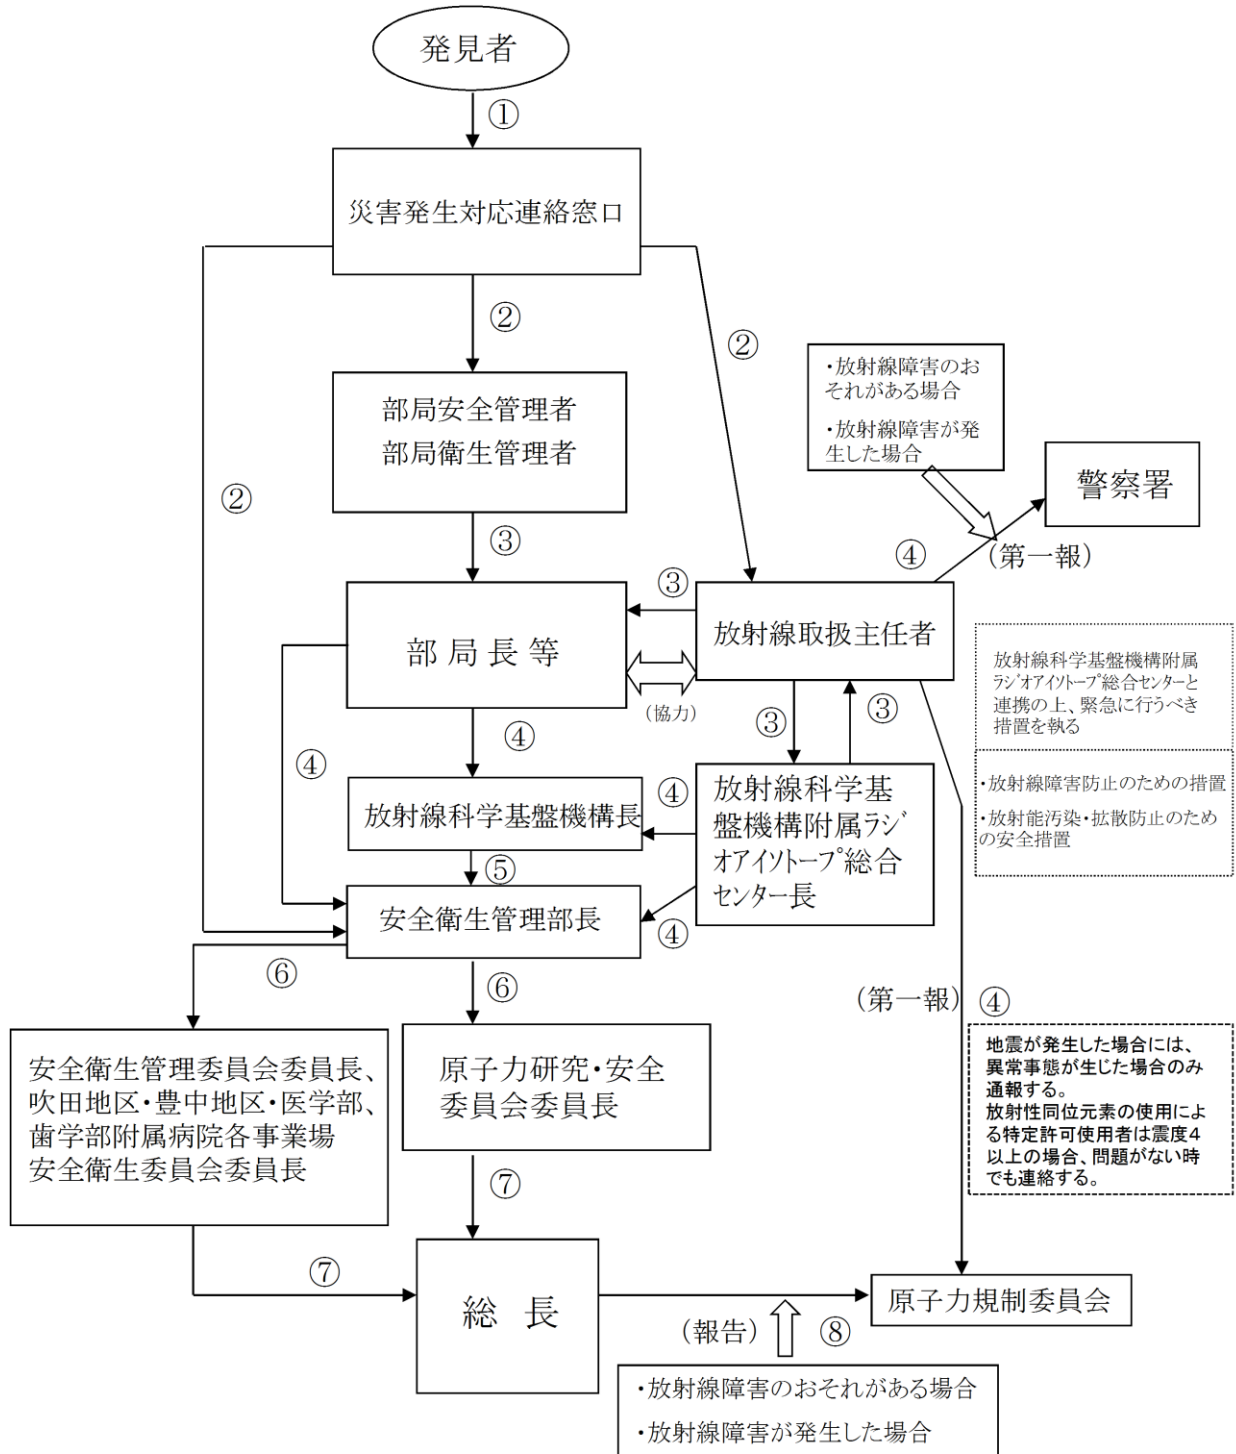 発見者
①
災害発生対応連絡窓口
②
②
②
部局安全管理者
部局衛生管理者
・放射線障害のお
それがある場合
・放射線障害が発
生した場合
警察署
③
④
(第一報)
部局長等
③
放射線取扱主任者
(協力)
放射線科学基盤機構附属
ラジオアイソトープ総合センターと
連携の上、緊急に行うべき
措置を執る
・放射線障害防止のための措置
・放射能汚染・拡散防止のため
の安全措置
④
④
③
③
放射線科学基盤機構長
④
放射線科学基
盤機構附属ラジ
オアイソトープ総合
センター長
⑤
安全衛生管理部長
④
⑥
⑥
(第一報)
④
安全衛生管理委員会委員長、
吹田地区・豊中地区・医学部、
歯学部附属病院各事業場
安全衛生委員会委員長
原子力研究・安全
委員会委員長
地震が発生した場合には、
異常事態が生じた場合のみ
通報する。
放射性同位元素の使用によ
る特定許可使用者は震度4
以上の場合、問題がない時
でも連絡する。
⑦
⑦
総長
(報告)
⑧
原子力規制委員会
・放射線障害のおそれがある場合
・放射線障害が発生した場合